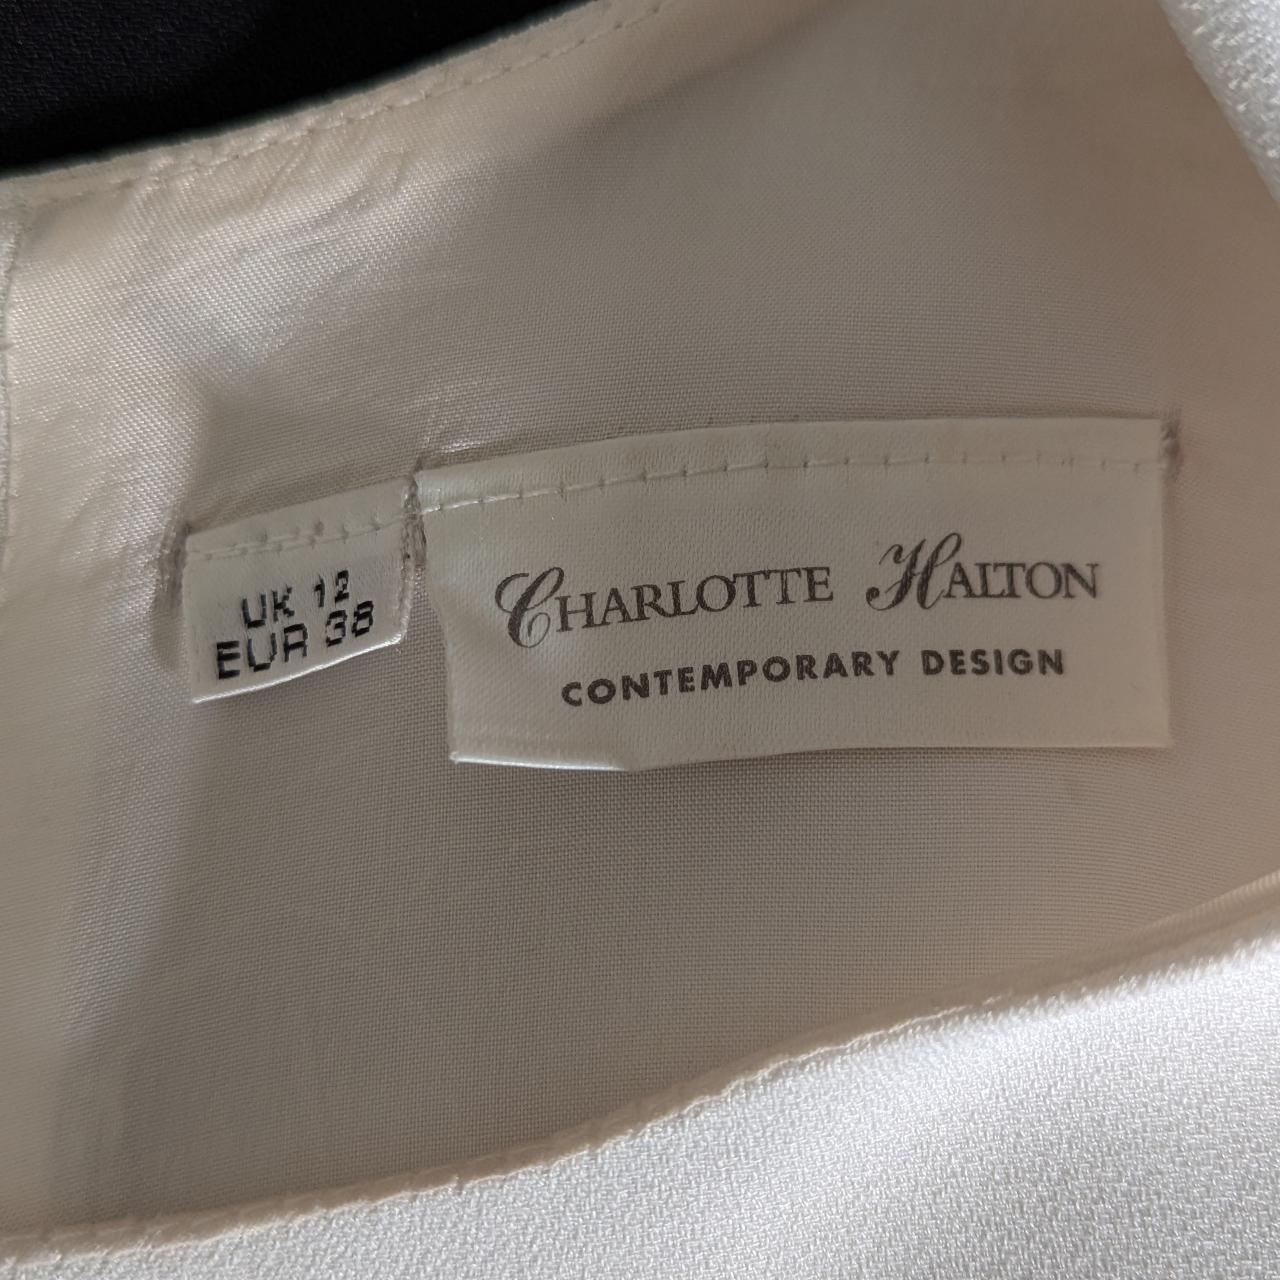 UK 12
EUR 38
CHARLOTTE HALTON
CONTEMPORARY DESIGN